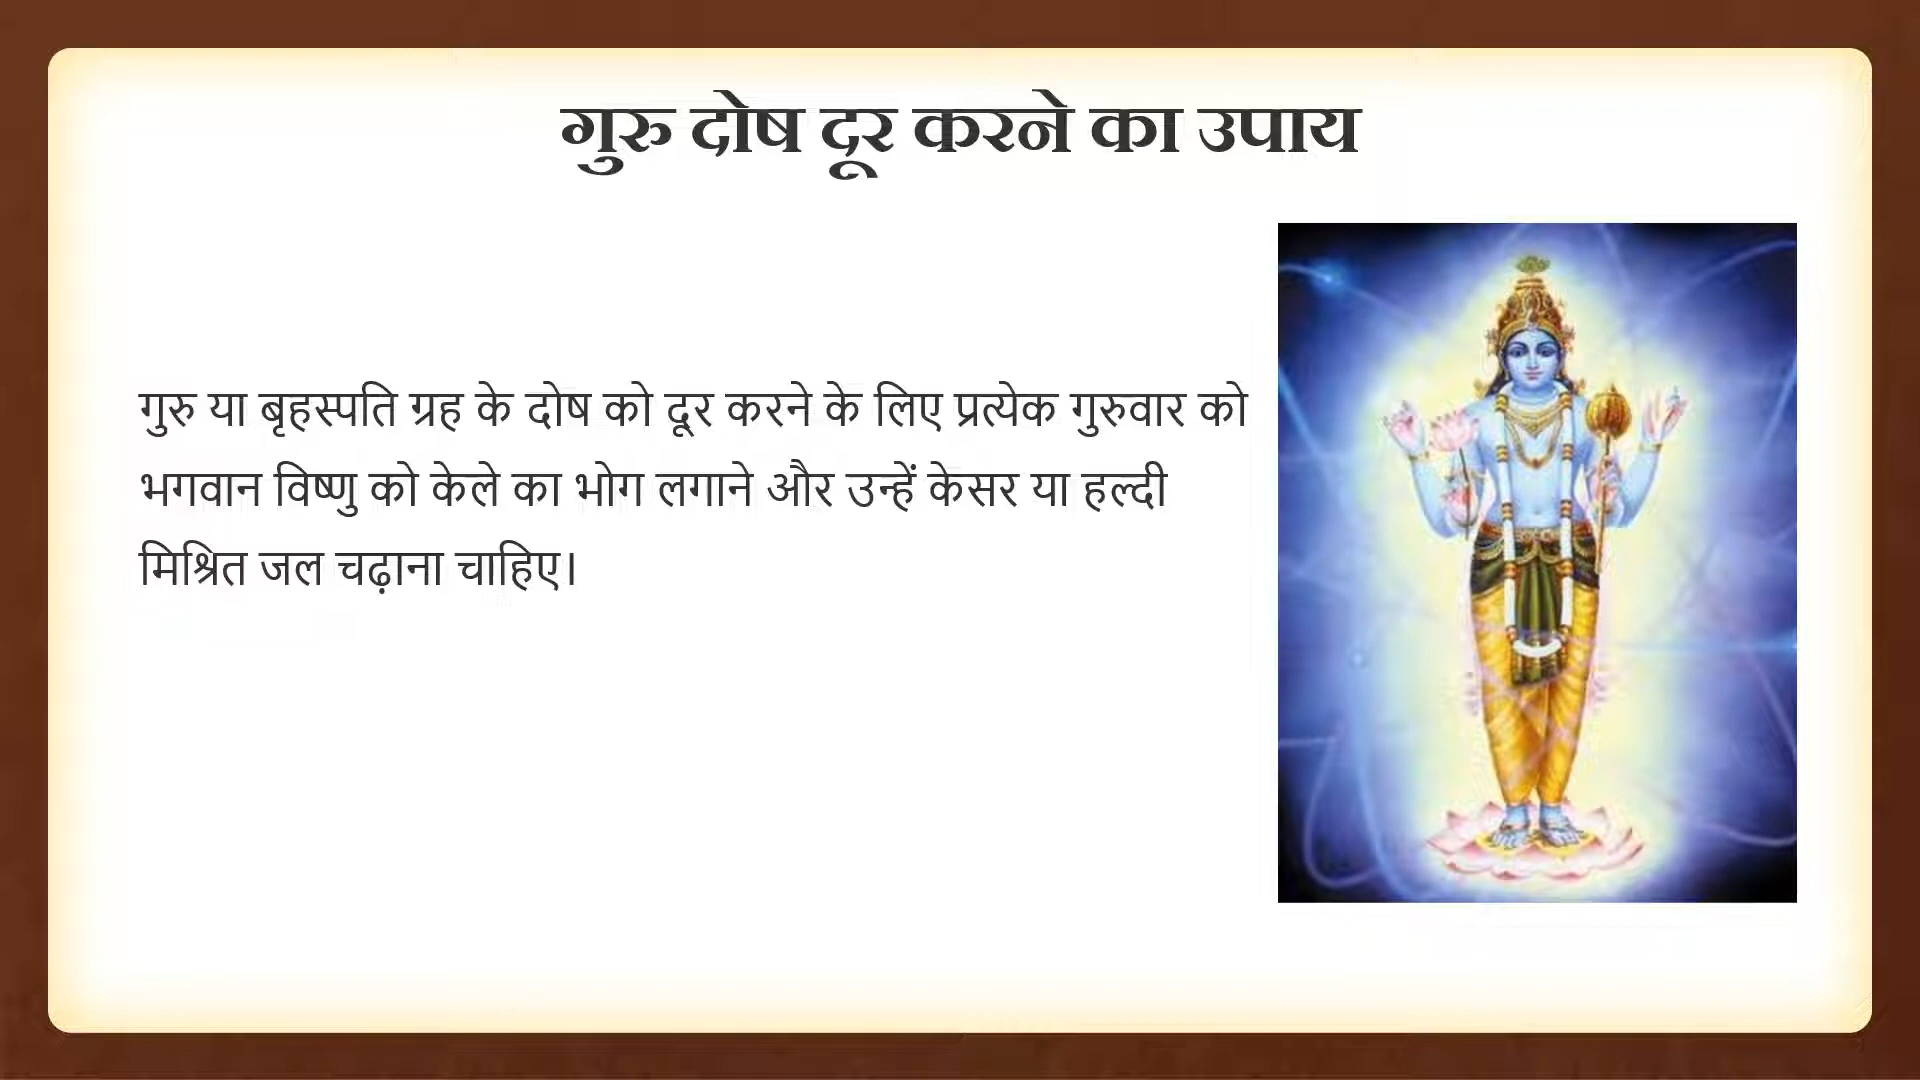 गुरु दोष दूर करने का उपाय
गुरु या बृहस्पति ग्रह के दोष को दूर करने के लिए प्रत्येक गुरुवार को
भगवान विष्णु को केले का भोग लगाने और उन्हें केसर या हल्दी
मिश्रित जल चढ़ाना चाहिए।